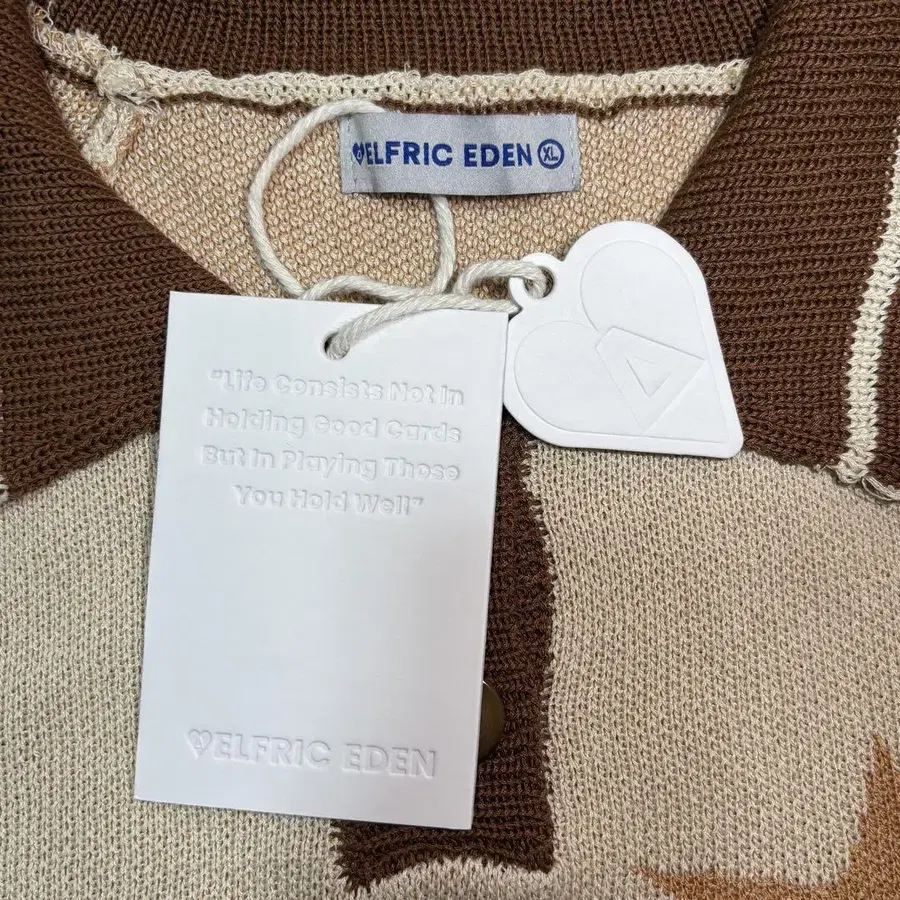 ELFRIC EDEN XL
"Life Consists Not In
Holding Good Cards
But In Playing Those
You Hold Well"
ELFRIC EDEN